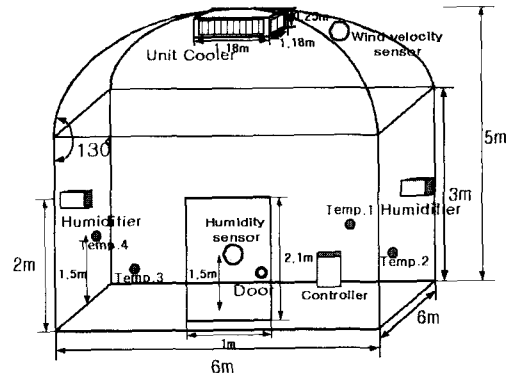 1.25m
Wind velocity
sensor
1.18m
1.18m
Unit Cooler
5m
130°
3m
Humidifier
Humidifier
Humidity
sensor
Temp.1
Temp.4
Temp.2
2m
1.5m
Temp.3
1.5m
2.1m
Door
Controller
6m
1m
6m